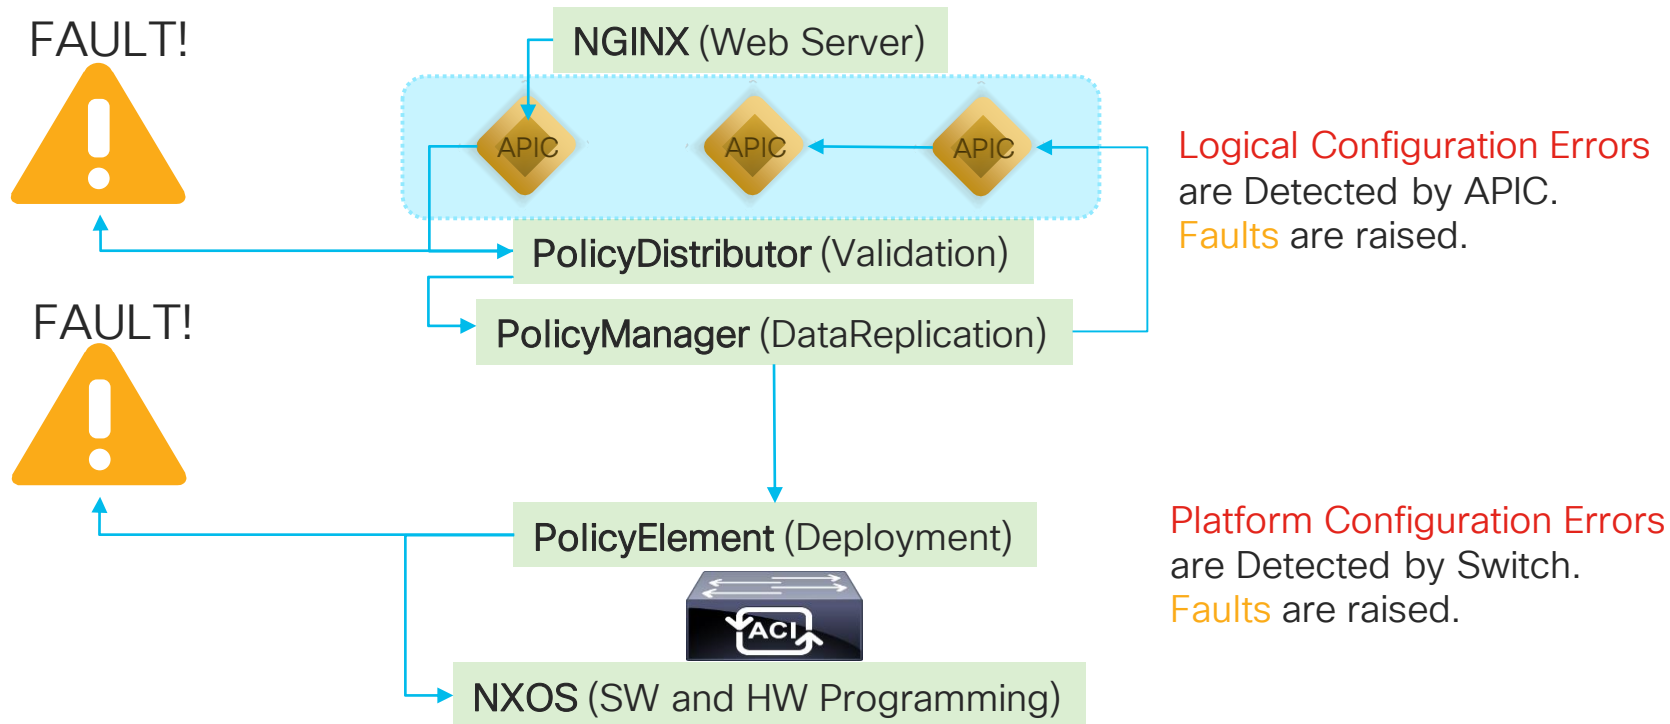 FAULT!
NGINX (Web Server)
APIC
APIC
APIC
Logical Configuration Errors
are Detected by APIC.
Faults are raised.
PolicyDistributor (Validation)
FAULT!
PolicyManager (DataReplication)
PolicyElement (Deployment)
Platform Configuration Errors
are Detected by Switch.
Faults are raised.
ACI
NXOS (SW and HW Programming)